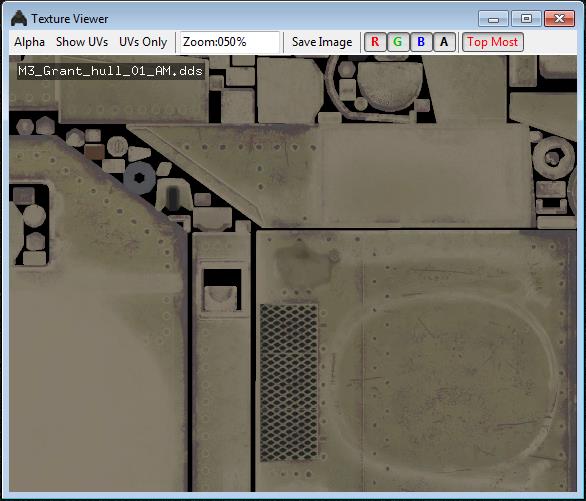 Texture Viewer
Alpha Show UVs UVs Only Zoom:050% Save Image R G B A Top Most
M3_Grant_hull_01_AM.dds